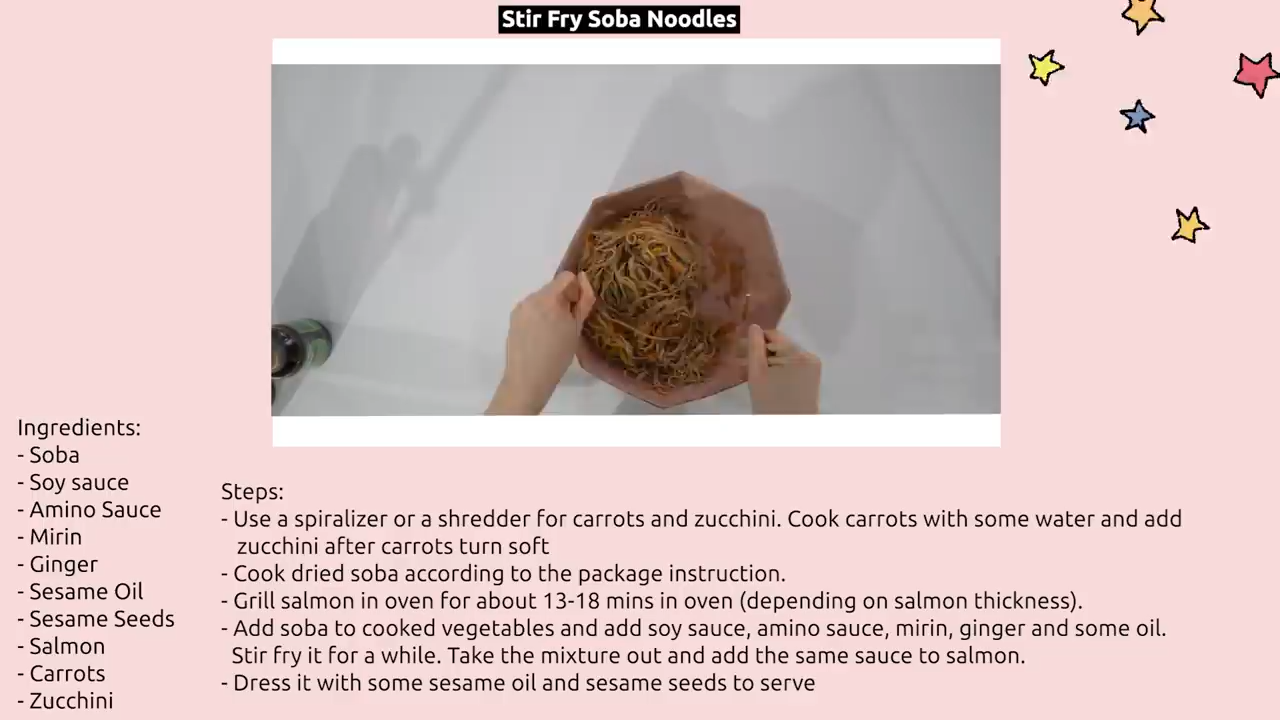 Stir Fry Soba Noodles
Ingredients:
- Soba
- Soy sauce
- Amino Sauce
- Mirin
- Ginger
- Sesame Oil
- Sesame Seeds
- Salmon
- Carrots
- Zucchini
Steps:
- Use a spiralizer or a shredder for carrots and zucchini. Cook carrots with some water and add
zucchini after carrots turn soft
- Cook dried soba according to the package instruction.
- Grill salmon in oven for about 13-18 mins in oven (depending on salmon thickness).
- Add soba to cooked vegetables and add soy sauce, amino sauce, mirin, ginger and some oil.
Stir fry it for a while. Take the mixture out and add the same sauce to salmon.
- Dress it with some sesame oil and sesame seeds to serve